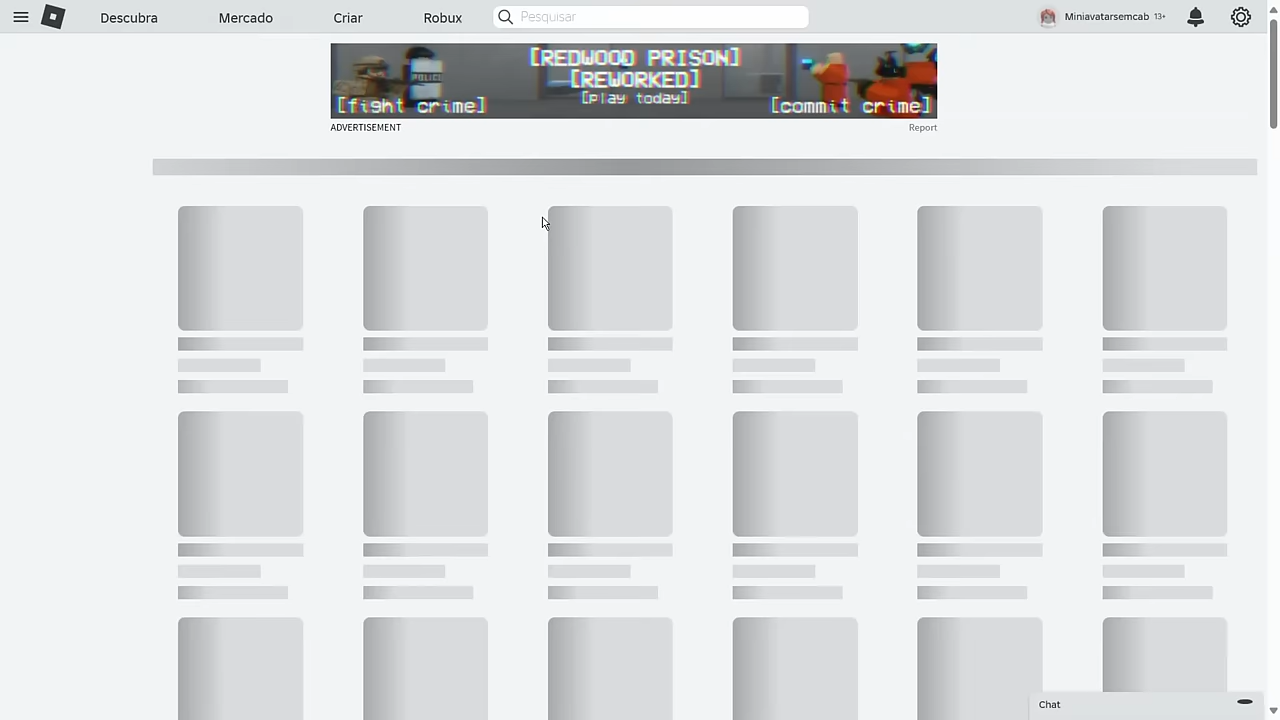 Descubra
Mercado
Criar
Robux
Pesquisar
Miniavatarsemcab 13+
[REDWOOD PRISON]
[REWORKED]
[play today]
POLICE
[fight crime]
[commit crime]
ADVERTISEMENT
Report
Chat